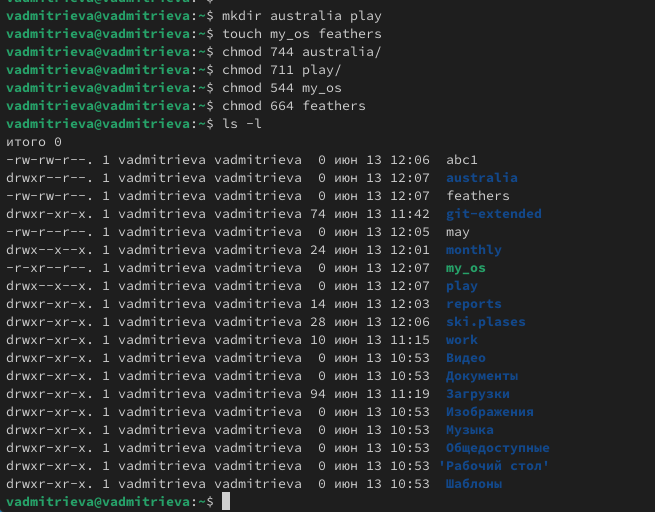 vadmitrieva@vadmitrieva:~$ mkdir australia play
vadmitrieva@vadmitrieva:~$ touch my_os feathers
vadmitrieva@vadmitrieva:~$ chmod 744 australia/
vadmitrieva@vadmitrieva:~$ chmod 711 play/
vadmitrieva@vadmitrieva:~$ chmod 544 my_os
vadmitrieva@vadmitrieva:~$ chmod 664 feathers
vadmitrieva@vadmitrieva:~$ ls -l
итого 0
-rw-rw-r--. 1 vadmitrieva vadmitrieva  0 июн 13 12:06  abc1
drwxr--r--. 1 vadmitrieva vadmitrieva  0 июн 13 12:07  australia
-rw-rw-r--. 1 vadmitrieva vadmitrieva  0 июн 13 12:07  feathers
drwxr-xr-x. 1 vadmitrieva vadmitrieva 74 июн 13 11:42  git-extended
-rw-r--r--. 1 vadmitrieva vadmitrieva  0 июн 13 12:05  may
drwx--x--x. 1 vadmitrieva vadmitrieva 24 июн 13 12:01  monthly
-r-xr--r--. 1 vadmitrieva vadmitrieva  0 июн 13 12:07  my_os
drwx--x--x. 1 vadmitrieva vadmitrieva  0 июн 13 12:07  play
drwxr-xr-x. 1 vadmitrieva vadmitrieva 14 июн 13 12:03  reports
drwxr-xr-x. 1 vadmitrieva vadmitrieva 28 июн 13 12:06  ski.plases
drwxr-xr-x. 1 vadmitrieva vadmitrieva 10 июн 13 11:15  work
drwxr-xr-x. 1 vadmitrieva vadmitrieva  0 июн 13 10:53  Видео
drwxr-xr-x. 1 vadmitrieva vadmitrieva  0 июн 13 10:53  Документы
drwxr-xr-x. 1 vadmitrieva vadmitrieva 94 июн 13 11:19  Загрузки
drwxr-xr-x. 1 vadmitrieva vadmitrieva  0 июн 13 10:53  Изображения
drwxr-xr-x. 1 vadmitrieva vadmitrieva  0 июн 13 10:53  Музыка
drwxr-xr-x. 1 vadmitrieva vadmitrieva  0 июн 13 10:53  Общедоступные
drwxr-xr-x. 1 vadmitrieva vadmitrieva  0 июн 13 10:53 'Рабочий стол'
drwxr-xr-x. 1 vadmitrieva vadmitrieva  0 июн 13 10:53  Шаблоны
vadmitrieva@vadmitrieva:~$